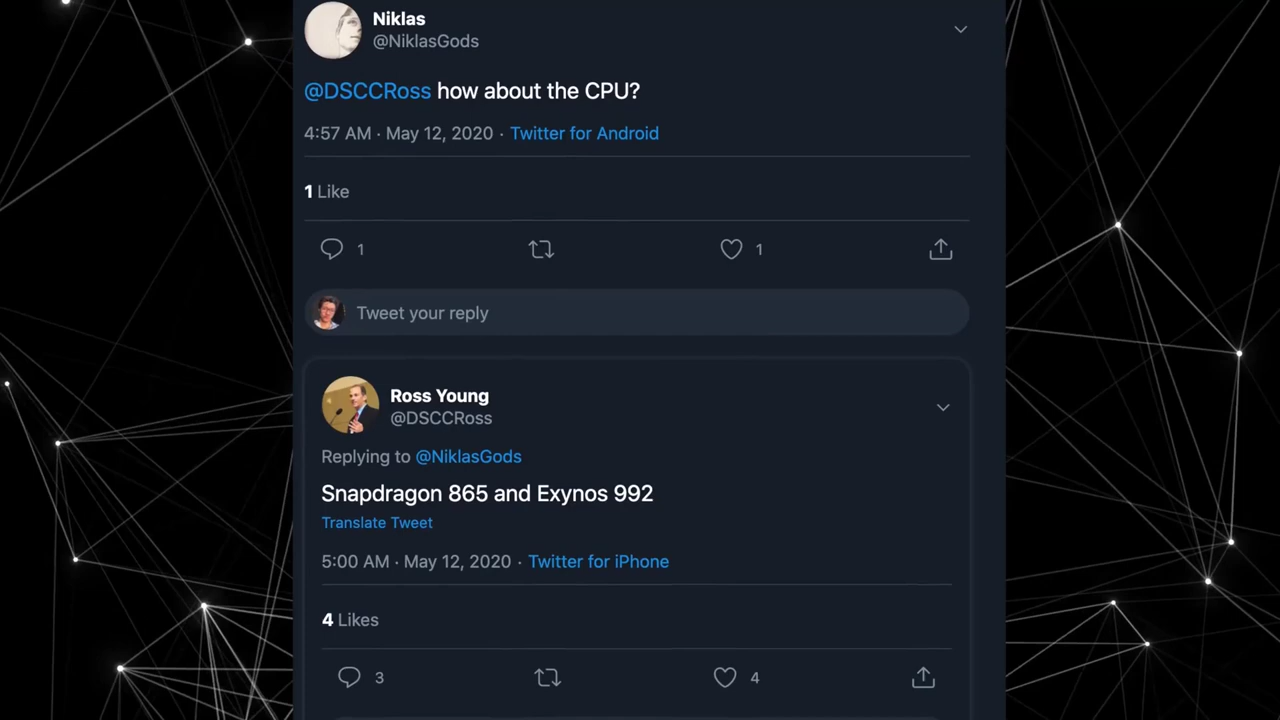 Niklas
@NiklasGods
@DSCCRoss how about the CPU?
4:57 AM · May 12, 2020 · Twitter for Android
1 Like
1 1
Tweet your reply
Ross Young
@DSCCRoss
Replying to @NiklasGods
Snapdragon 865 and Exynos 992
Translate Tweet
5:00 AM · May 12, 2020 · Twitter for iPhone
4 Likes
3 4